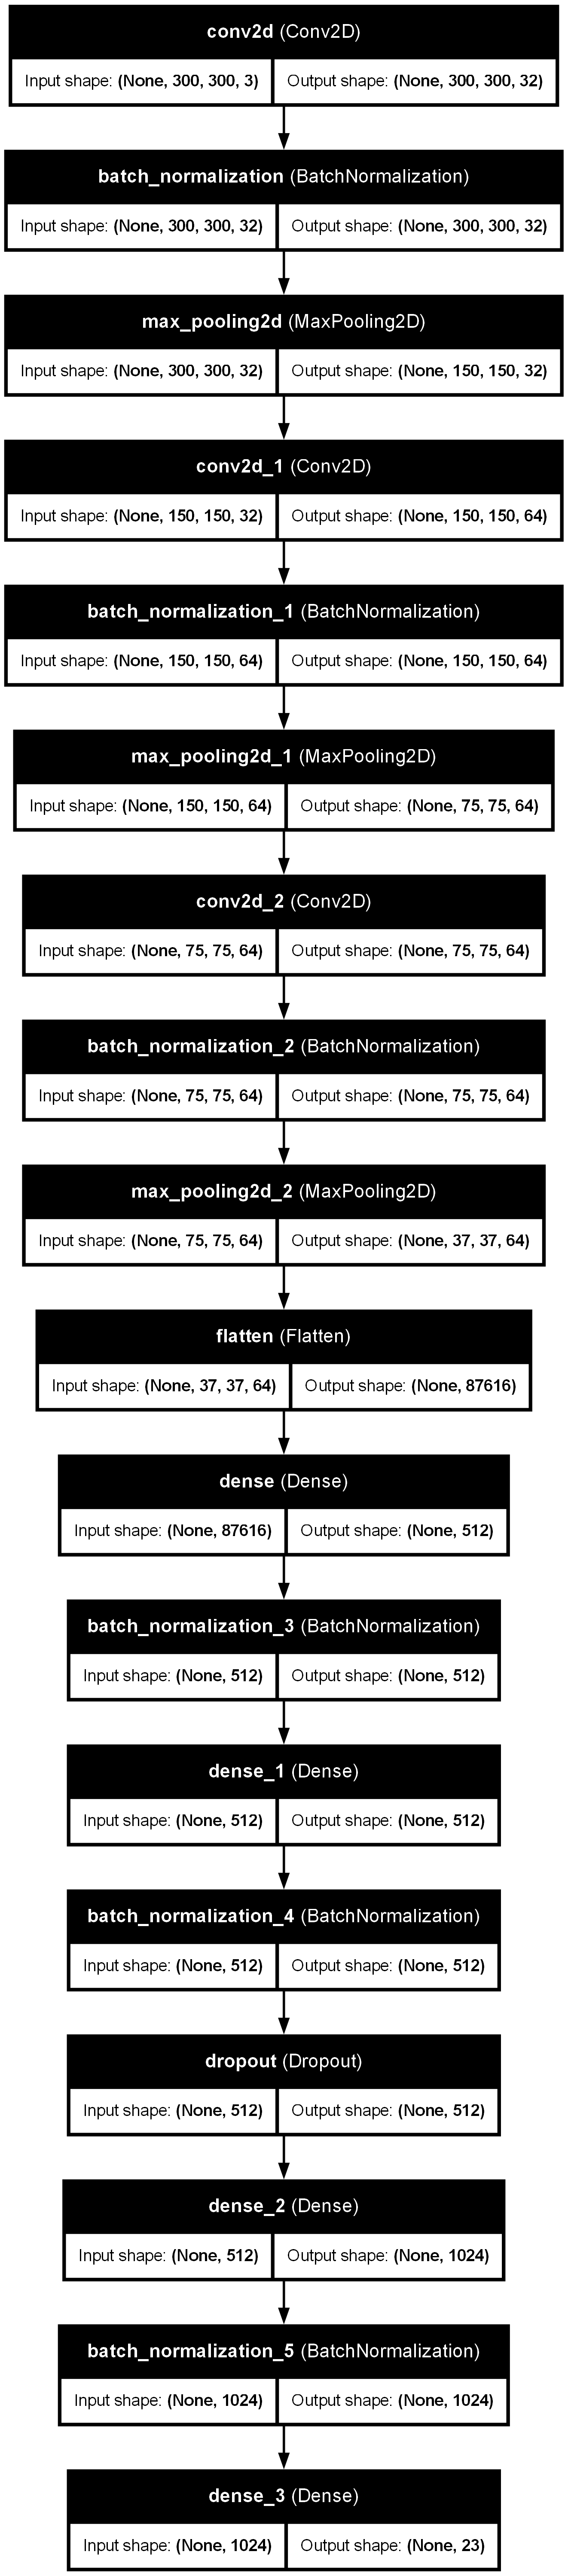 conv2d (Conv2D)
Input shape: (None, 300, 300, 3) Output shape: (None, 300, 300, 32)
batch_normalization (BatchNormalization)
Input shape: (None, 300, 300, 32) Output shape: (None, 300, 300, 32)
max_pooling2d (MaxPooling2D)
Input shape: (None, 300, 300, 32) Output shape: (None, 150, 150, 32)
conv2d_1 (Conv2D)
Input shape: (None, 150, 150, 32) Output shape: (None, 150, 150, 64)
batch_normalization_1 (BatchNormalization)
Input shape: (None, 150, 150, 64) Output shape: (None, 150, 150, 64)
max_pooling2d_1 (MaxPooling2D)
Input shape: (None, 150, 150, 64) Output shape: (None, 75, 75, 64)
conv2d_2 (Conv2D)
Input shape: (None, 75, 75, 64) Output shape: (None, 75, 75, 64)
batch_normalization_2 (BatchNormalization)
Input shape: (None, 75, 75, 64) Output shape: (None, 75, 75, 64)
max_pooling2d_2 (MaxPooling2D)
Input shape: (None, 75, 75, 64) Output shape: (None, 37, 37, 64)
flatten (Flatten)
Input shape: (None, 37, 37, 64) Output shape: (None, 87616)
dense (Dense)
Input shape: (None, 87616) Output shape: (None, 512)
batch_normalization_3 (BatchNormalization)
Input shape: (None, 512) Output shape: (None, 512)
dense_1 (Dense)
Input shape: (None, 512) Output shape: (None, 512)
batch_normalization_4 (BatchNormalization)
Input shape: (None, 512) Output shape: (None, 512)
dropout (Dropout)
Input shape: (None, 512) Output shape: (None, 512)
dense_2 (Dense)
Input shape: (None, 512) Output shape: (None, 1024)
batch_normalization_5 (BatchNormalization)
Input shape: (None, 1024) Output shape: (None, 1024)
dense_3 (Dense)
Input shape: (None, 1024) Output shape: (None, 23)